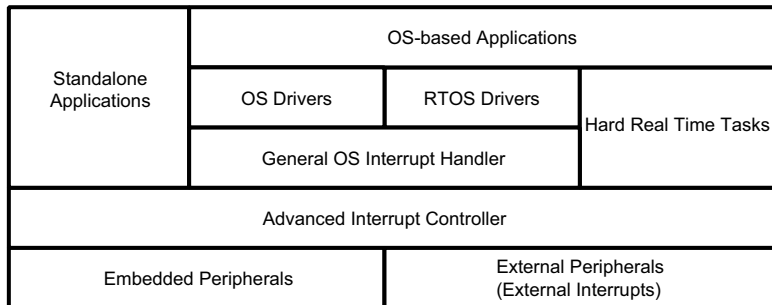 OS-based Applications
Standalone
Applications
OS Drivers
RTOS Drivers
Hard Real Time Tasks
General OS Interrupt Handler
Advanced Interrupt Controller
Embedded Peripherals
External Peripherals
(External Interrupts)